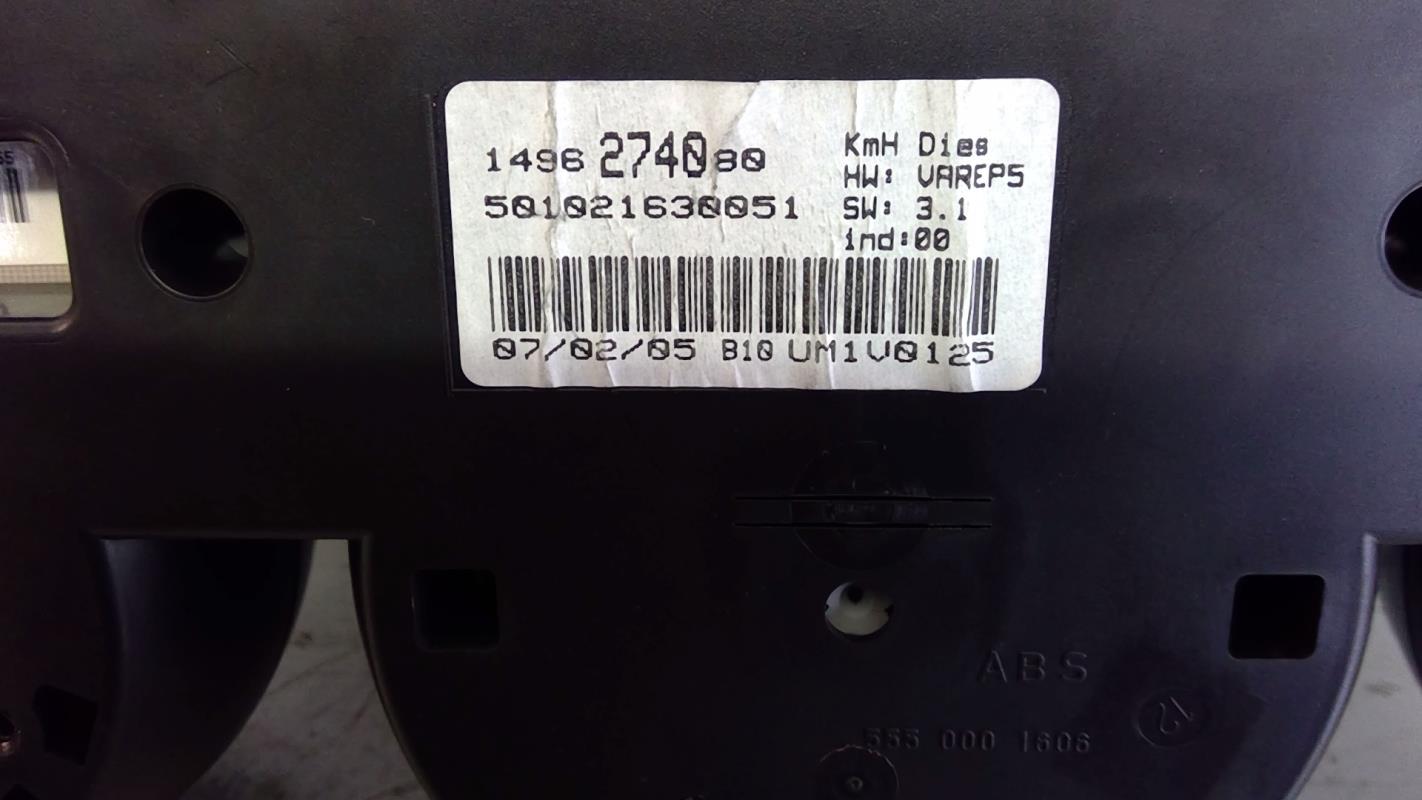 1496 2740 80
501021630051
KmH Dies
HW: VAREP5
SW: 3.1
ind:00
07/02/05 B10 UM1V0125
ABS
555 000 1606
12